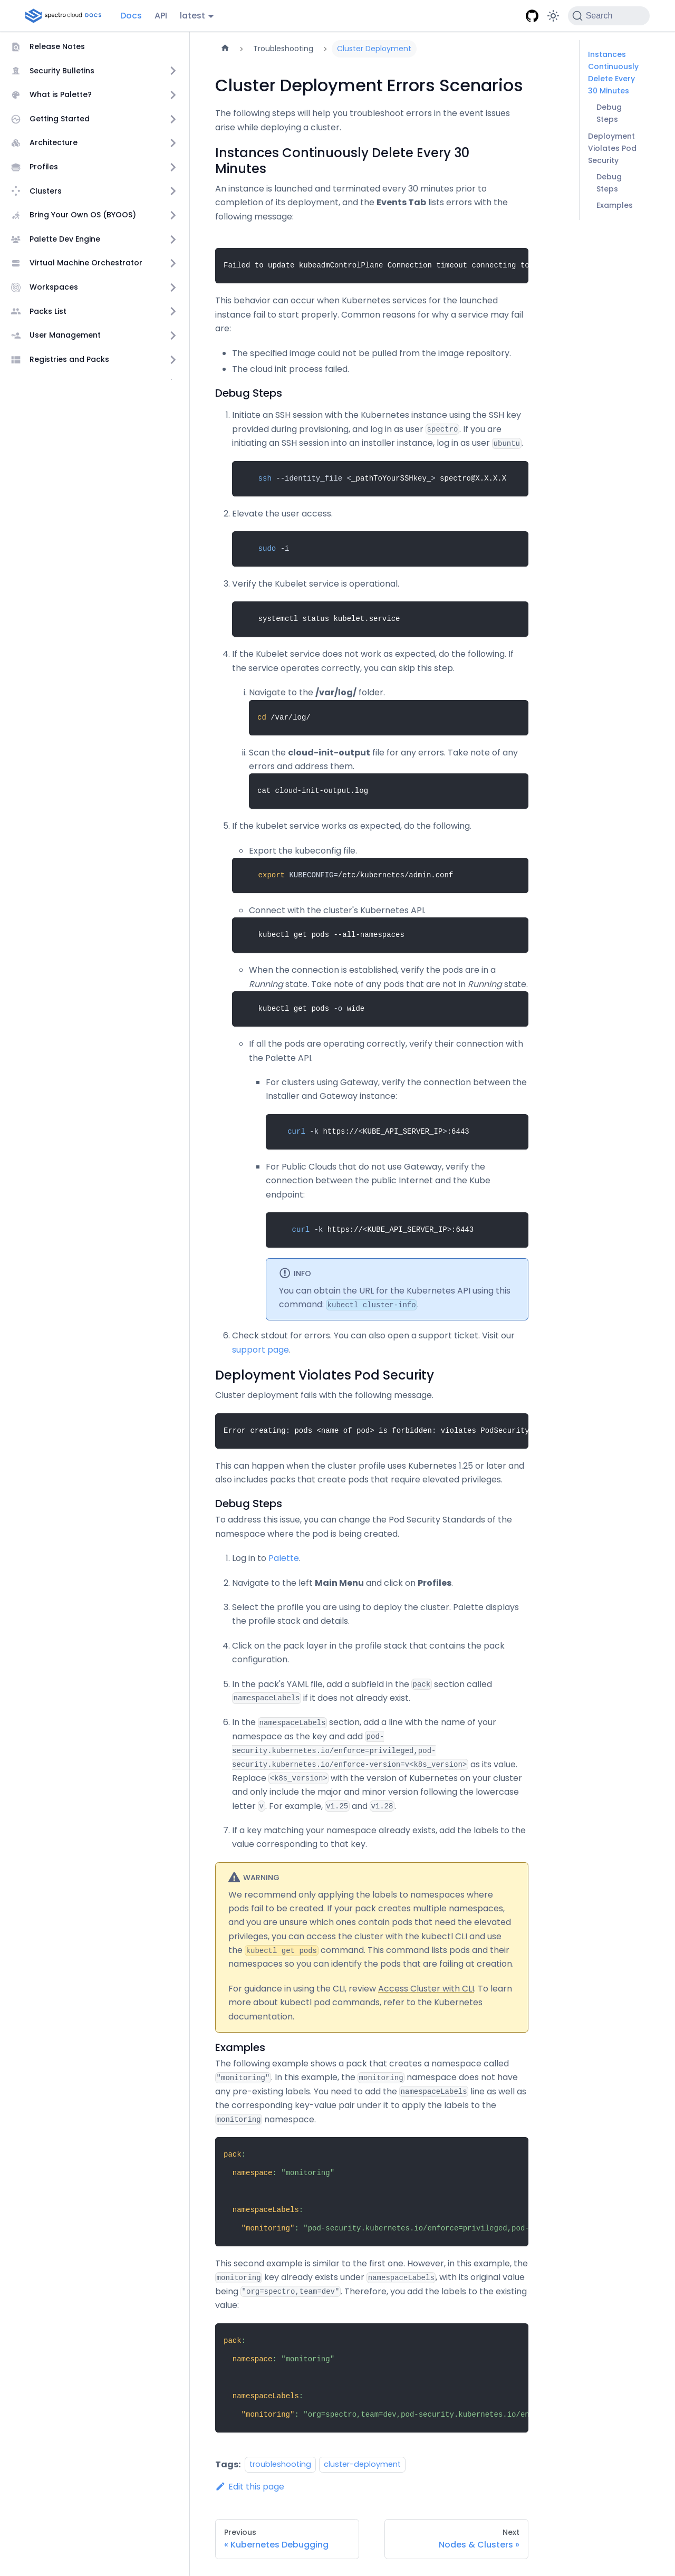 spectro cloud DOCS Docs API latest Search
Release Notes
Security Bulletins
What is Palette?
Getting Started
Architecture
Profiles
Clusters
Bring Your Own OS (BYOOS)
Palette Dev Engine
Virtual Machine Orchestrator
Workspaces
Packs List
User Management
Registries and Packs
Troubleshooting
Cluster Deployment
Cluster Deployment Errors Scenarios
The following steps will help you troubleshoot errors in the event issues
arise while deploying a cluster.
Instances Continuously Delete Every 30
Minutes
An instance is launched and terminated every 30 minutes prior to
completion of its deployment, and the Events Tab lists errors with the
following message:
Failed to update kubeadmControlPlane Connection timeout connecting to
This behavior can occur when Kubernetes services for the launched
instance fail to start properly. Common reasons for why a service may fail
are:
The specified image could not be pulled from the image repository.
The cloud init process failed.
Debug Steps
1. Initiate an SSH session with the Kubernetes instance using the SSH key
provided during provisioning, and log in as user spectro. If you are
initiating an SSH session into an installer instance, log in as user ubuntu.
ssh --identity_file <_pathToYourSSHkey_> spectro@X.X.X.X
2. Elevate the user access.
sudo -i
3. Verify the Kubelet service is operational.
systemctl status kubelet.service
4. If the Kubelet service does not work as expected, do the following. If
the service operates correctly, you can skip this step.
i. Navigate to the /var/log/ folder.
cd /var/log/
ii. Scan the cloud-init-output file for any errors. Take note of any
errors and address them.
cat cloud-init-output.log
5. If the kubelet service works as expected, do the following.
Export the kubeconfig file.
export KUBECONFIG=/etc/kubernetes/admin.conf
Connect with the cluster's Kubernetes API.
kubectl get pods --all-namespaces
When the connection is established, verify the pods are in a
Running state. Take note of any pods that are not in Running state.
kubectl get pods -o wide
If all the pods are operating correctly, verify their connection with
the Palette API.
For clusters using Gateway, verify the connection between the
Installer and Gateway instance:
curl -k https://<KUBE_API_SERVER_IP>:6443
For Public Clouds that do not use Gateway, verify the
connection between the public Internet and the Kube
endpoint:
curl -k https://<KUBE_API_SERVER_IP>:6443
INFO
You can obtain the URL for the Kubernetes API using this
command: kubectl cluster-info.
6. Check stdout for errors. You can also open a support ticket. Visit our
support page.
Deployment Violates Pod Security
Cluster deployment fails with the following message.
Error creating: pods <name of pod> is forbidden: violates PodSecurity
This can happen when the cluster profile uses Kubernetes 1.25 or later and
also includes packs that create pods that require elevated privileges.
Debug Steps
To address this issue, you can change the Pod Security Standards of the
namespace where the pod is being created.
1. Log in to Palette.
2. Navigate to the left Main Menu and click on Profiles.
3. Select the profile you are using to deploy the cluster. Palette displays
the profile stack and details.
4. Click on the pack layer in the profile stack that contains the pack
configuration.
5. In the pack's YAML file, add a subfield in the pack section called
namespaceLabels if it does not already exist.
6. In the namespaceLabels section, add a line with the name of your
namespace as the key and add pod-
security.kubernetes.io/enforce=privileged,pod-
security.kubernetes.io/enforce-version=v<k8s_version> as its value.
Replace <k8s_version> with the version of Kubernetes on your cluster
and only include the major and minor version following the lowercase
letter v. For example, v1.25 and v1.28.
7. If a key matching your namespace already exists, add the labels to the
value corresponding to that key.
WARNING
We recommend only applying the labels to namespaces where
pods fail to be created. If your pack creates multiple namespaces,
and you are unsure which ones contain pods that need the elevated
privileges, you can access the cluster with the kubectl CLI and use
the kubectl get pods command. This command lists pods and their
namespaces so you can identify the pods that are failing at creation.
For guidance in using the CLI, review Access Cluster with CLI. To learn
more about kubectl pod commands, refer to the Kubernetes
documentation.
Examples
The following example shows a pack that creates a namespace called
"monitoring". In this example, the monitoring namespace does not have
any pre-existing labels. You need to add the namespaceLabels line as well as
the corresponding key-value pair under it to apply the labels to the
monitoring namespace.
pack:
namespace: "monitoring"
namespaceLabels:
"monitoring": "pod-security.kubernetes.io/enforce=privileged,pod-
This second example is similar to the first one. However, in this example, the
monitoring key already exists under namespaceLabels, with its original value
being "org=spectro,team=dev". Therefore, you add the labels to the existing
value:
pack:
namespace: "monitoring"
namespaceLabels:
"monitoring": "org=spectro,team=dev,pod-security.kubernetes.io/en
Tags: troubleshooting cluster-deployment
Edit this page
Previous
« Kubernetes Debugging
Next
Nodes & Clusters »
Instances
Continuously
Delete Every
30 Minutes
Debug
Steps
Deployment
Violates Pod
Security
Debug
Steps
Examples